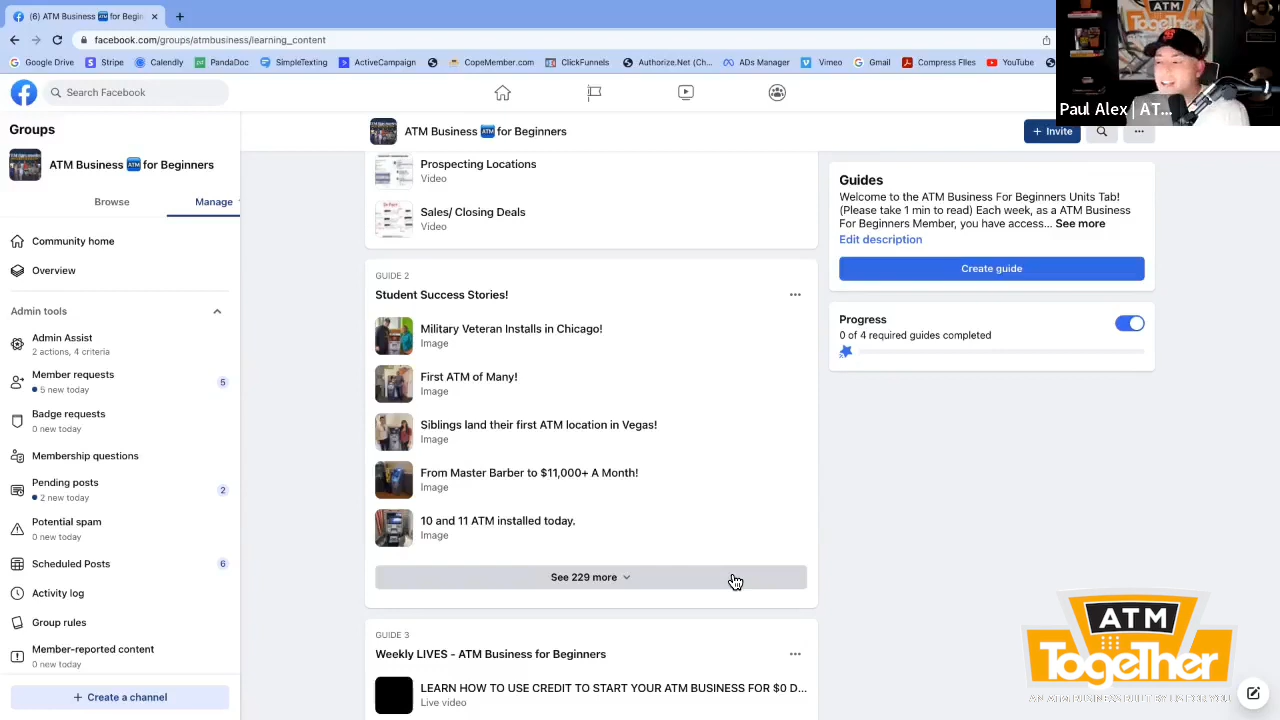 ATM Business 🏧 for Begin
facebook.com/groups/atmbusiness/learning_content
Google Drive
Stripe
Calendly
PandaDoc
SimpleTexting
ActiveCampaign
CopeMember.com
ClickFunnels
Authorize.Net (Ch...
ADs Manager
Vimeo
Gmail
Compress FIles
YouTube
ATM
Together
Paul Alex | AT...
Search Facebook
Groups
ATM Business 🏧 for Beginners
Browse
Manage
Community home
Overview
Admin tools
Admin Assist
2 actions, 4 criteria
Member requests
5 new today
5
Badge requests
0 new today
Membership questions
Pending posts
2 new today
2
Potential spam
0 new today
Scheduled Posts
6
Activity log
Group rules
Member-reported content
0 new today
+ Create a channel
ATM Business 🏧 for Beginners
+ Invite
Prospecting Locations
Video
Sales/ Closing Deals
Video
GUIDE 2
Student Success Stories!
Military Veteran Installs in Chicago!
Image
First ATM of Many!
Image
Siblings land their first ATM location in Vegas!
Image
From Master Barber to $11,000+ A Month!
Image
10 and 11 ATM installed today.
Image
See 229 more
GUIDE 3
Weekly LIVES - ATM Business for Beginners
LEARN HOW TO USE CREDIT TO START YOUR ATM BUSINESS FOR $0 D...
Live video
Guides
Welcome to the ATM Business For Beginners Units Tab!
(Please take 1 min to read) Each week, as a ATM Business
For Beginners Member, you have access... See more
Edit description
Create guide
Progress
0 of 4 required guides completed
ATM
Together